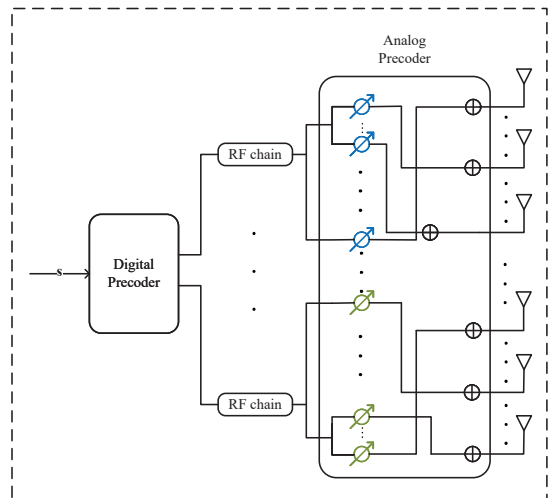 Analog
Precoder
RF chain
s
Digital
Precoder
RF chain